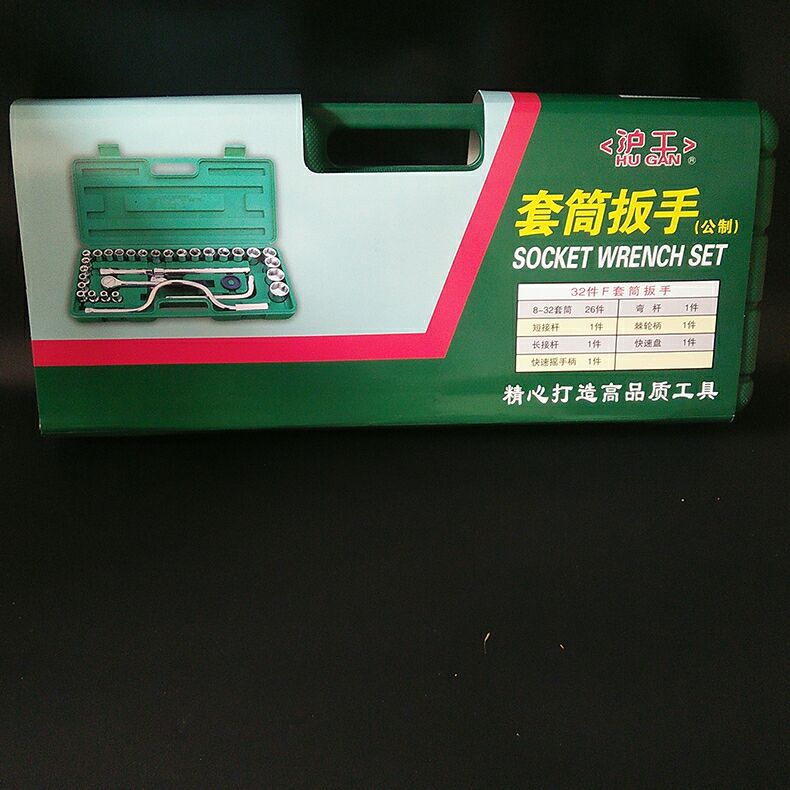 <沪工>
HU GAN ®
套筒扳手(公制)
SOCKET WRENCH SET
32件F套筒扳手
8-32套筒 26件 弯杆 1件
短接杆 1件 棘轮柄 1件
长接杆 1件 快速盘 1件
快速摇手柄 1件
精心打造高品质工具